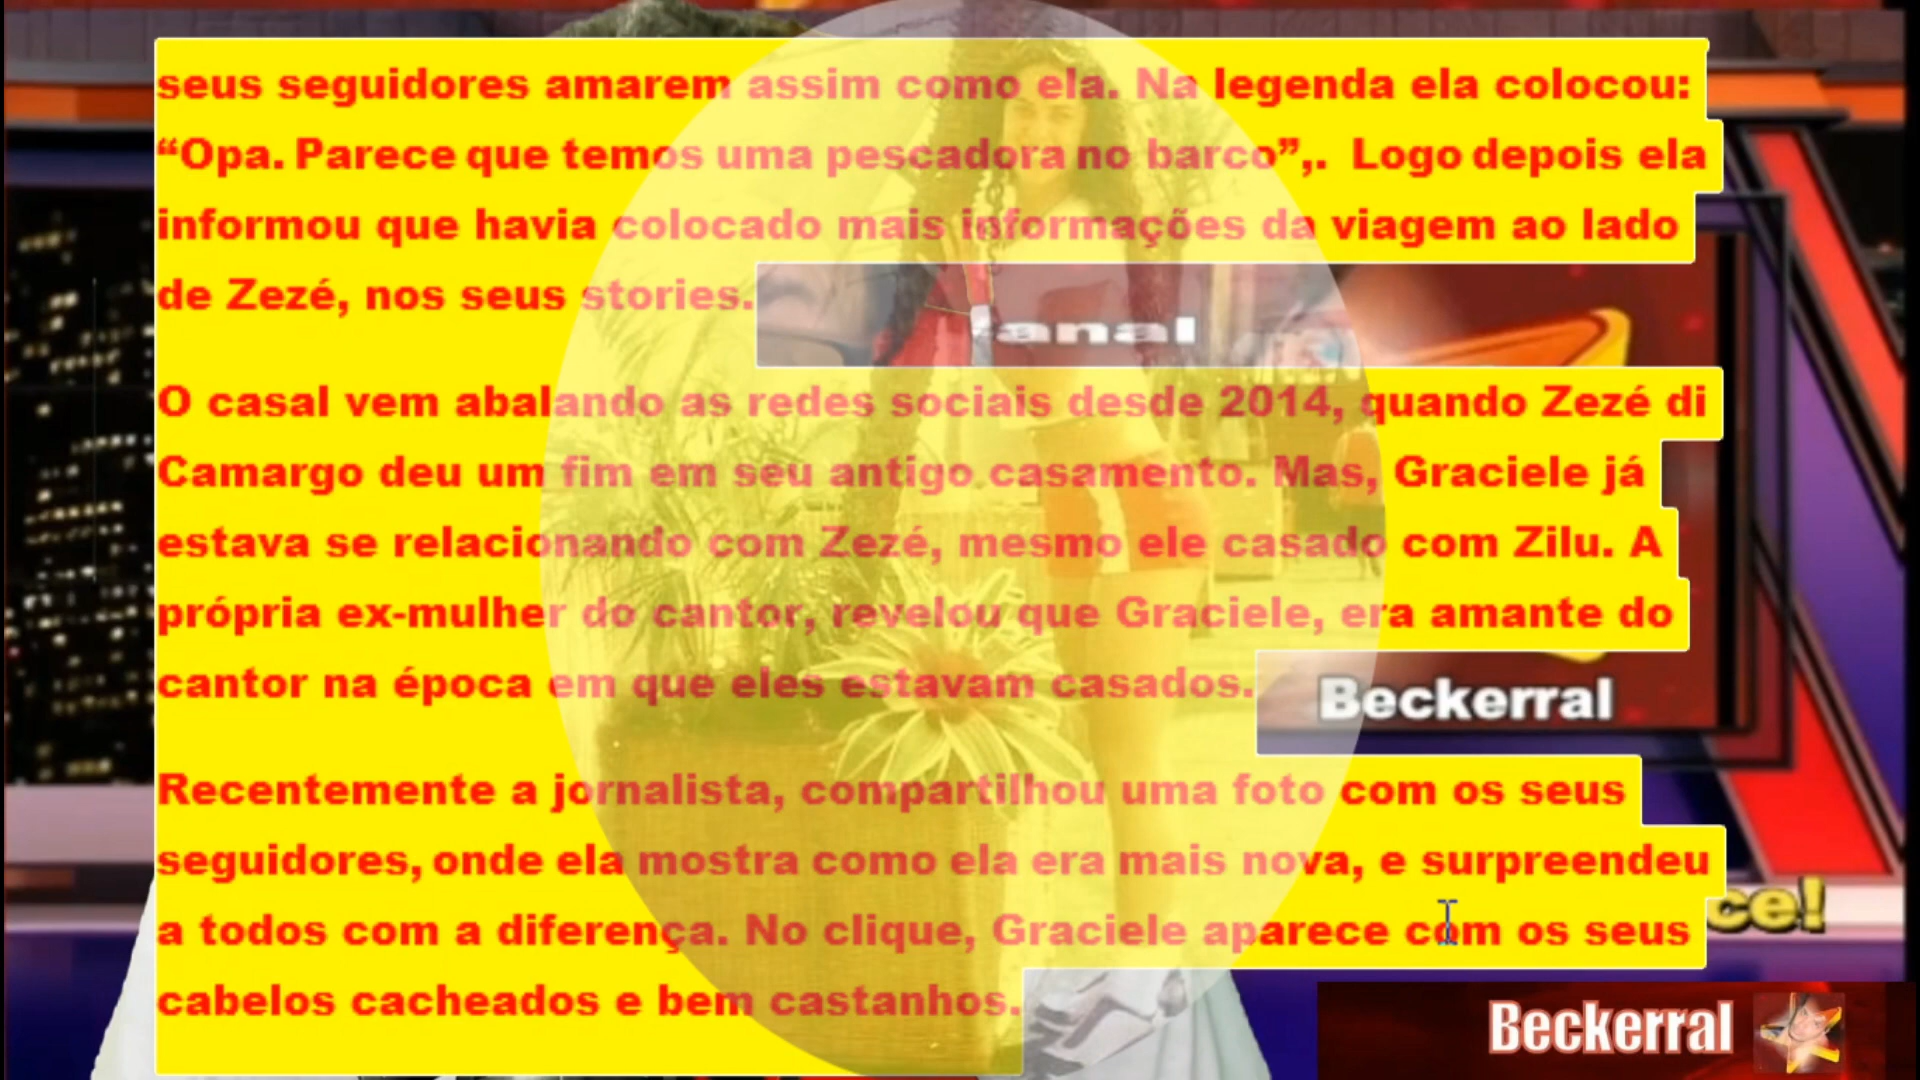 seus seguidores amarem assim como ela. Na legenda ela colocou:
“Opa. Parece que temos uma pescadora no barco”,. Logo depois ela
informou que havia colocado mais informações da viagem ao lado
de Zezé, nos seus stories.
anal
O casal vem abalando as redes sociais desde 2014, quando Zezé di
Camargo deu um fim em seu antigo casamento. Mas, Graciele já
estava se relacionando com Zezé, mesmo ele casado com Zilu. A
própria ex-mulher do cantor, revelou que Graciele, era amante do
cantor na época em que eles estavam casados.
Beckerral
Recentemente a jornalista, compartilhou uma foto com os seus
seguidores, onde ela mostra como ela era mais nova, e surpreendeu
a todos com a diferença. No clique, Graciele aparece com os seus
ce!
cabelos cacheados e bem castanhos.
Beckerral